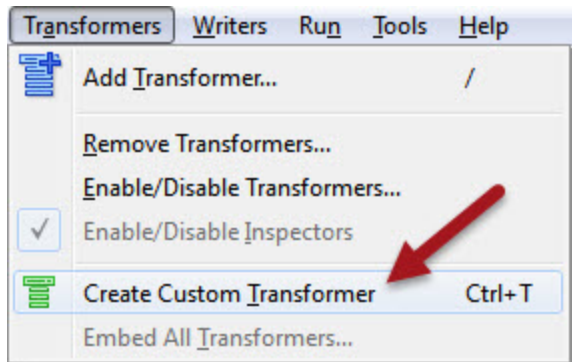 Transformers Writers Run Tools Help
Add Transformer... /
Remove Transformers...
Enable/Disable Transformers...
Enable/Disable Inspectors
Create Custom Transformer Ctrl+T
Embed All Transformers...